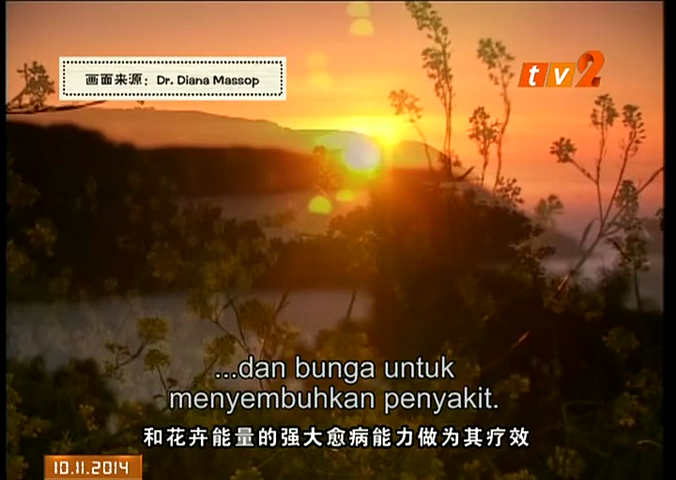 画面来源：Dr. Diana Massop
tv2
...dan bunga untuk
menyembuhkan penyakit.
和花卉能量的强大愈病能力做为其疗效
10.11.2014